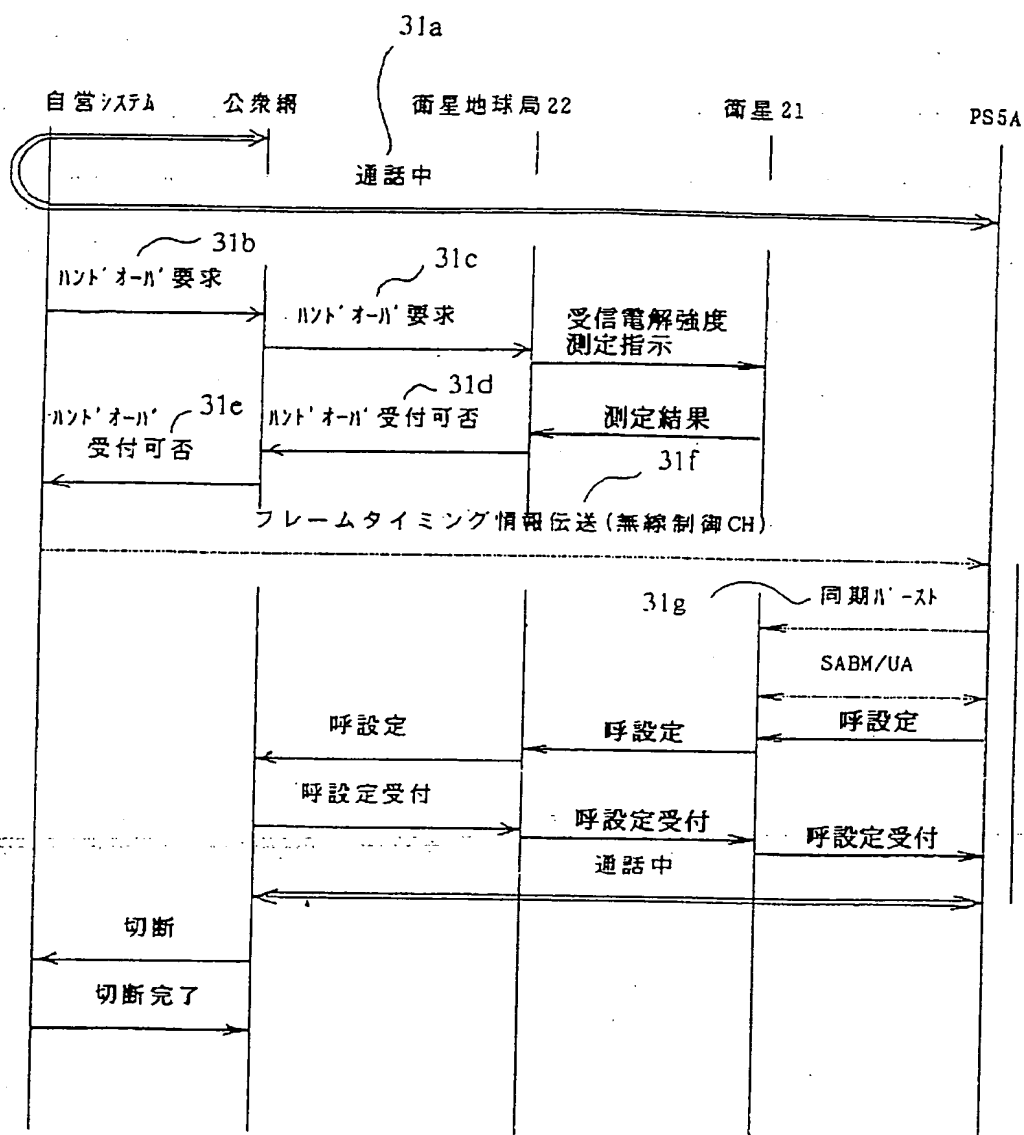 31a
自営システム 公衆網 衛星地球局22 衛星21 PS5A
通話中
31b
ﾊﾝﾄﾞｵｰﾊﾞ要求
31c
ﾊﾝﾄﾞｵｰﾊﾞ要求
受信電解強度
測定指示
31e
ﾊﾝﾄﾞｵｰﾊﾞ
受付可否
31d
ﾊﾝﾄﾞｵｰﾊﾞ受付可否
測定結果
31f
フレームタイミング情報伝送(無線制御CH)
31g
同期ﾊﾞｰｽﾄ
SABM/UA
呼設定 呼設定 呼設定
呼設定受付 呼設定受付 呼設定受付
通話中
切断
切断完了